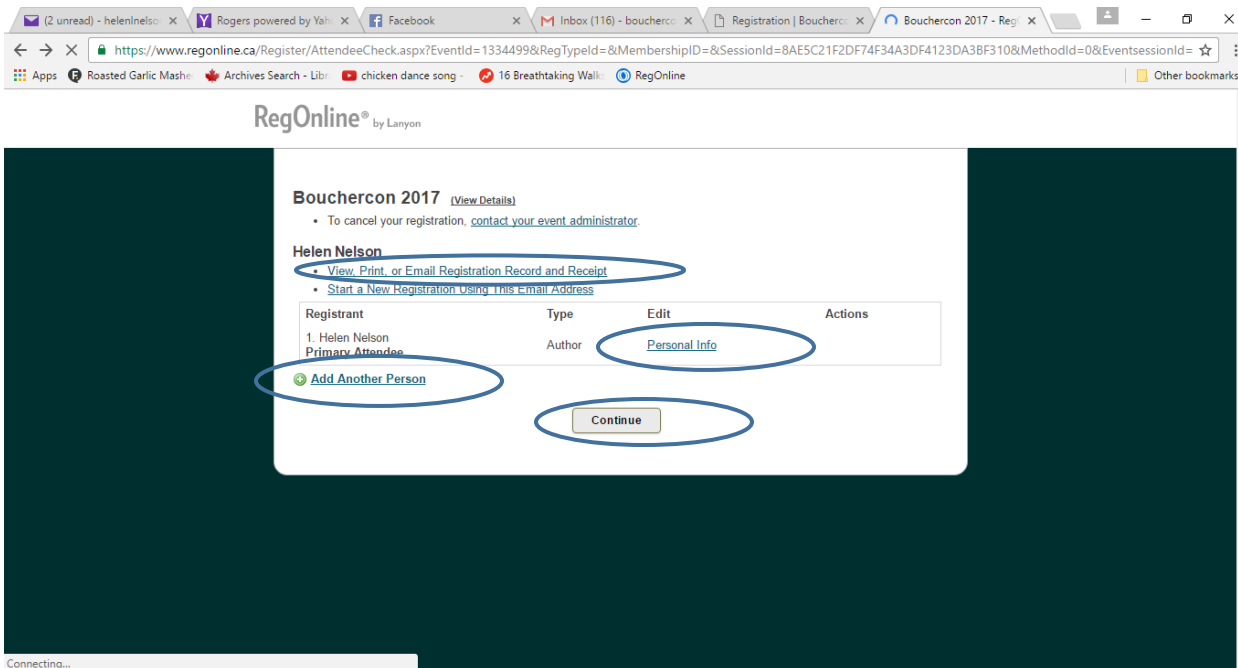 (2 unread) - helenlnelso
Rogers powered by Yah
Facebook
Inbox (116) - boucherco
Registration | Boucherco
Bouchercon 2017 - Reg
https://www.regonline.ca/Register/AttendeeCheck.aspx?EventId=1334499&RegTypeId=&MembershipID=&SessionId=8AE5C21F2DF74F34A3DF4123DA3BF310&MethodId=0&EventsessionId=
Apps
Roasted Garlic Mashe
Archives Search - Libr
chicken dance song -
16 Breathtaking Walk
RegOnline
Other bookmarks
RegOnline® by Lanyon
Bouchercon 2017 (View Details)
• To cancel your registration, contact your event administrator.
Helen Nelson
• View, Print, or Email Registration Record and Receipt
• Start a New Registration Using This Email Address
Registrant Type Edit Actions
1. Helen Nelson
Primary Attendee
Author
Personal Info
Add Another Person
Continue
Connecting...